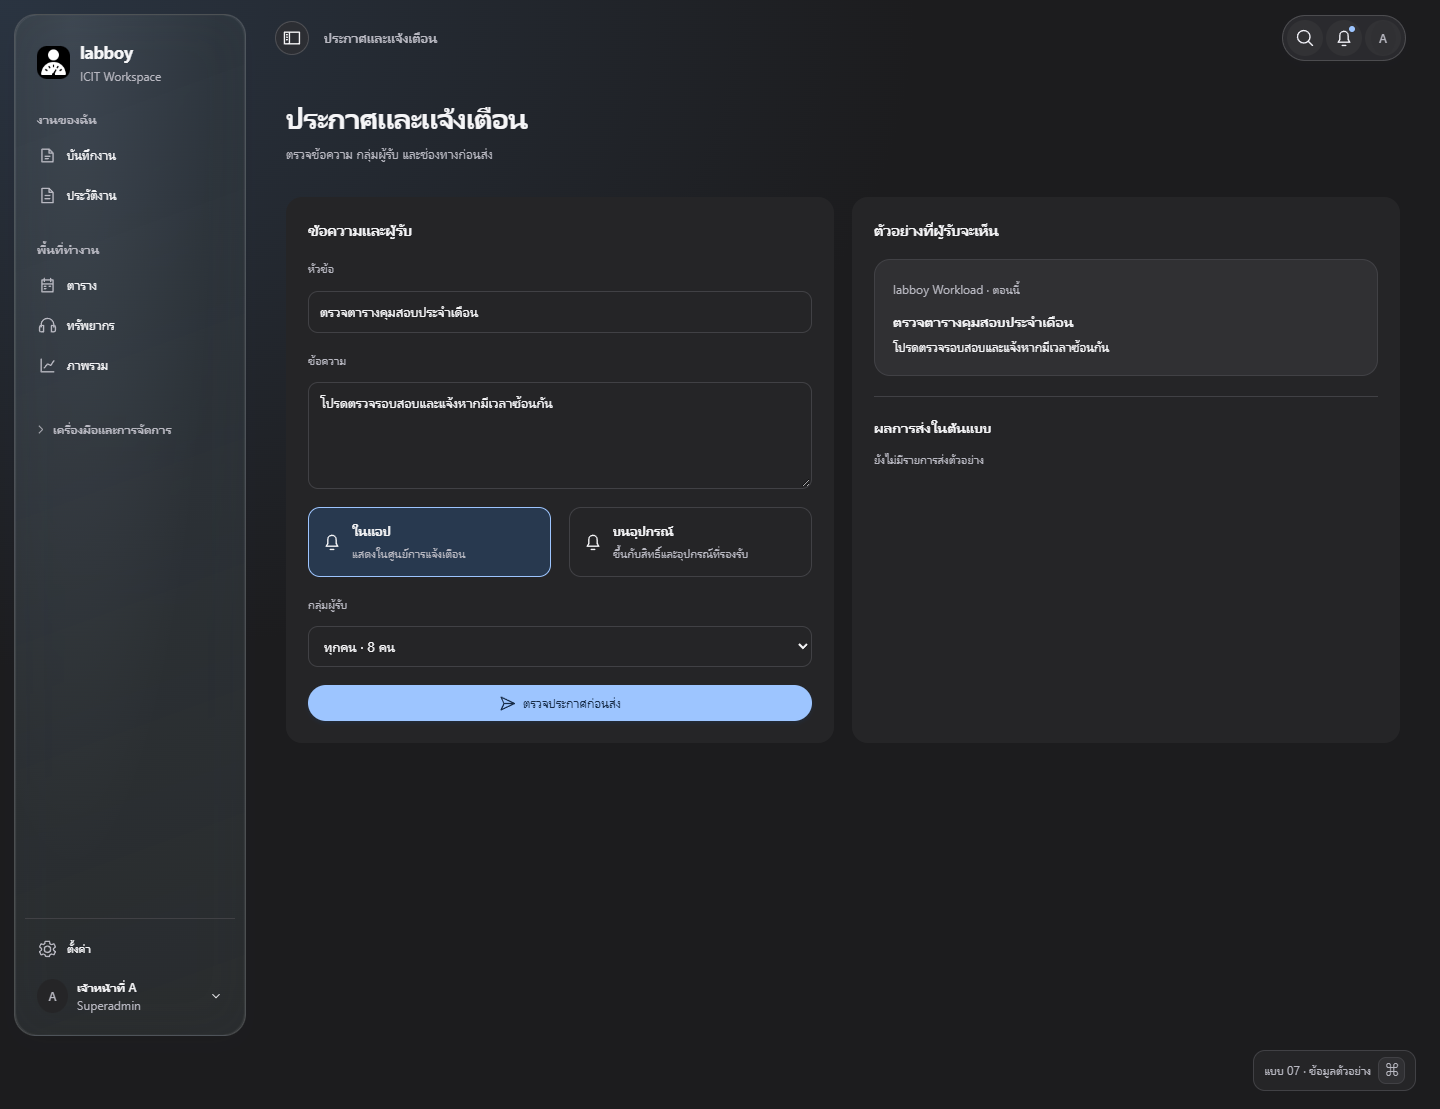 labboy
ICIT Workspace
งานของฉัน
บันทึกงาน
ประวัติงาน
พื้นที่ทำงาน
ตาราง
ทรัพยากร
ภาพรวม
เครื่องมือและการจัดการ
ตั้งค่า
A
เจ้าหน้าที่ A
Superadmin
ประกาศและแจ้งเตือน
A
ประกาศและแจ้งเตือน
ตรวจข้อความ กลุ่มผู้รับ และช่องทางก่อนส่ง
ข้อความและผู้รับ
หัวข้อ
ตรวจตารางคุมสอบประจำเดือน
ข้อความ
โปรดตรวจรอบสอบและแจ้งหากมีเวลาซ้อนกัน
ในแอป
แสดงในศูนย์การแจ้งเตือน
บนอุปกรณ์
ขึ้นกับสิทธิ์และอุปกรณ์ที่รองรับ
กลุ่มผู้รับ
ทุกคน · 8 คน
ตรวจประกาศก่อนส่ง
ตัวอย่างที่ผู้รับจะเห็น
labboy Workload · ตอนนี้
ตรวจตารางคุมสอบประจำเดือน
โปรดตรวจรอบสอบและแจ้งหากมีเวลาซ้อนกัน
ผลการส่งในต้นแบบ
ยังไม่มีรายการส่งตัวอย่าง
แบบ 07 · ข้อมูลตัวอย่าง ⌘